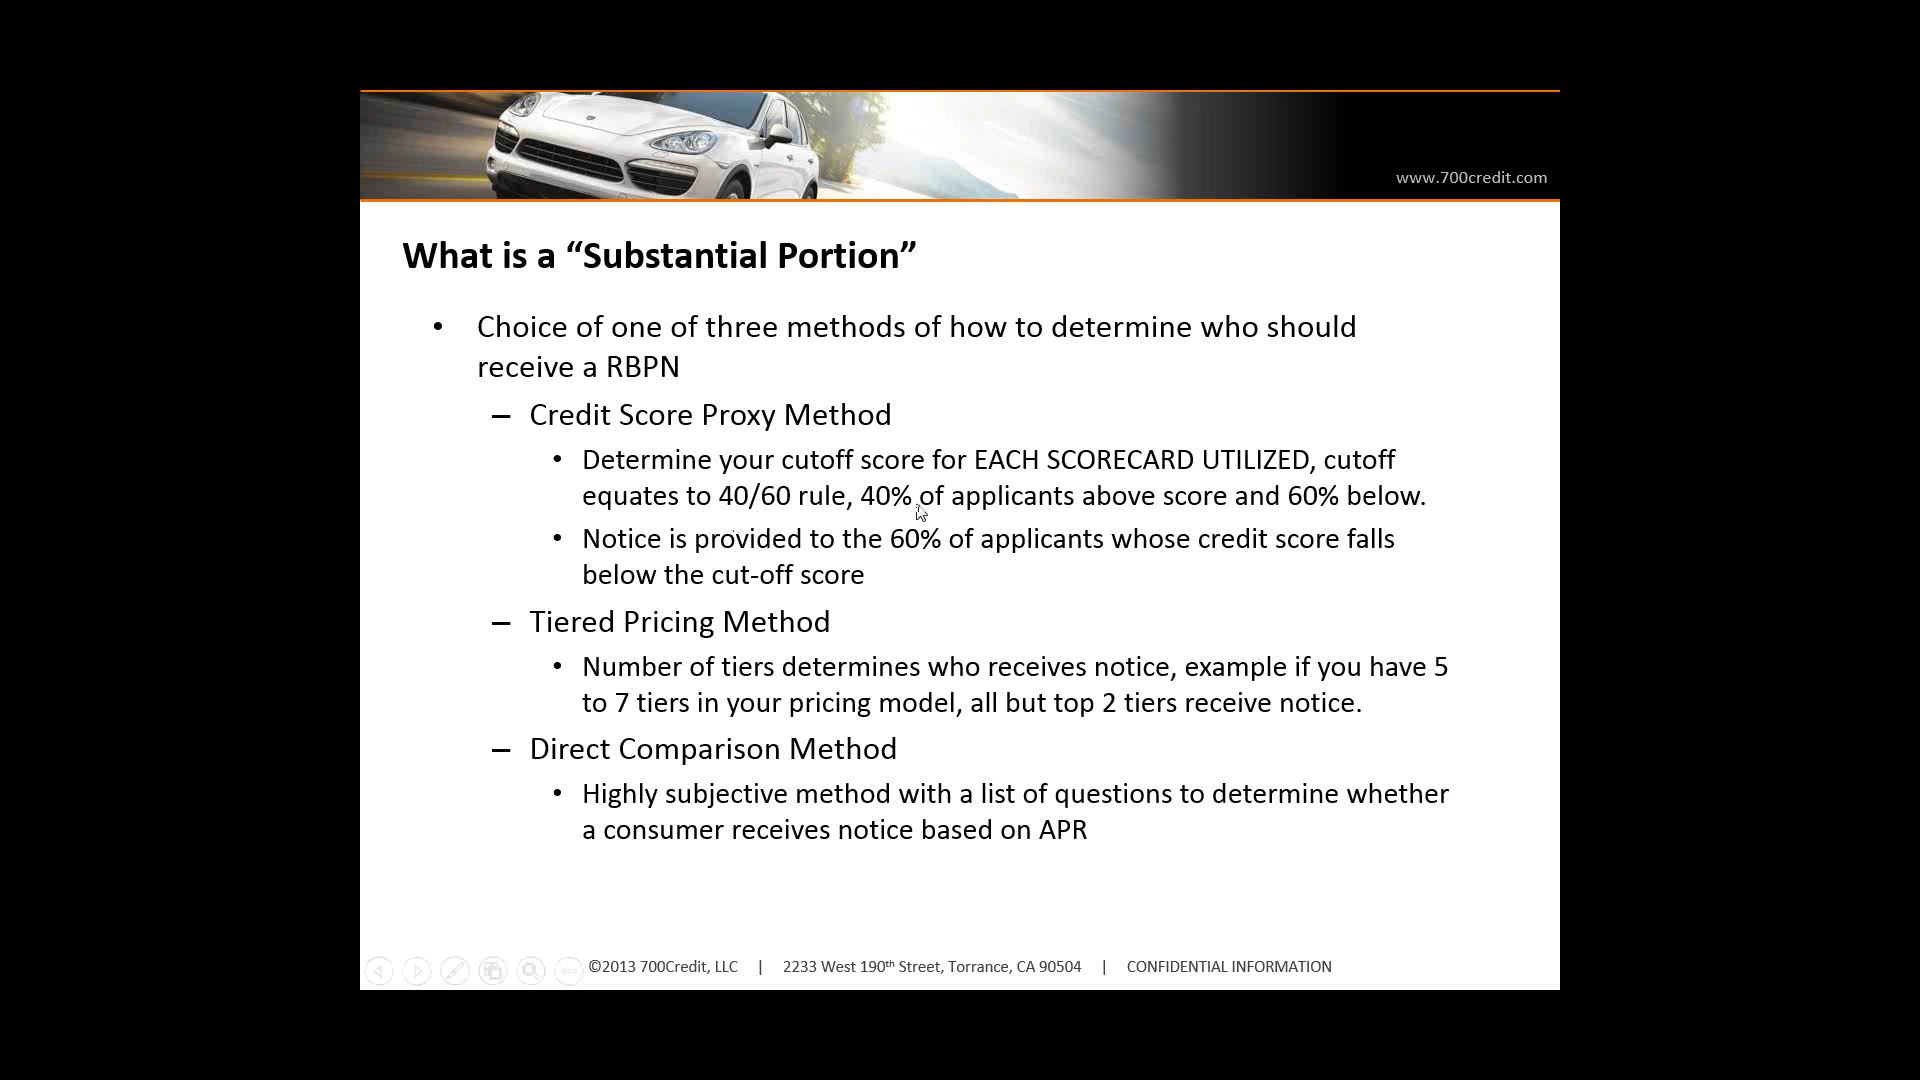 www.700credit.com
What is a “Substantial Portion”
• Choice of one of three methods of how to determine who should
receive a RBPN
– Credit Score Proxy Method
• Determine your cutoff score for EACH SCORECARD UTILIZED, cutoff
equates to 40/60 rule, 40% of applicants above score and 60% below.
• Notice is provided to the 60% of applicants whose credit score falls
below the cut-off score
– Tiered Pricing Method
• Number of tiers determines who receives notice, example if you have 5
to 7 tiers in your pricing model, all but top 2 tiers receive notice.
– Direct Comparison Method
• Highly subjective method with a list of questions to determine whether
a consumer receives notice based on APR
©2013 700Credit, LLC | 2233 West 190th Street, Torrance, CA 90504 | CONFIDENTIAL INFORMATION